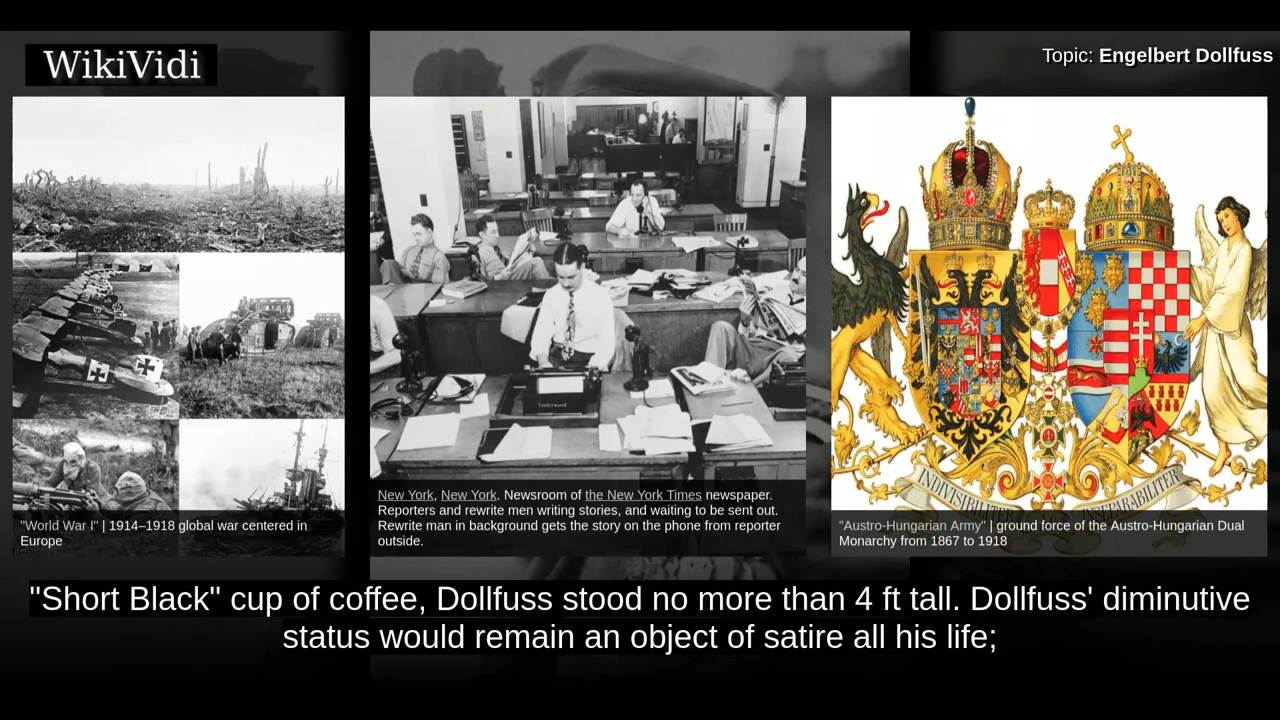 WikiVidi
Topic: Engelbert Dollfuss
Underwood
INDIVISIBILITER
INSEPARABILITER
"World War I" | 1914–1918 global war centered in
Europe
New York, New York. Newsroom of the New York Times newspaper.
Reporters and rewrite men writing stories, and waiting to be sent out.
Rewrite man in background gets the story on the phone from reporter
outside.
"Austro-Hungarian Army" | ground force of the Austro-Hungarian Dual
Monarchy from 1867 to 1918
"Short Black" cup of coffee, Dollfuss stood no more than 4 ft tall. Dollfuss' diminutive
status would remain an object of satire all his life;